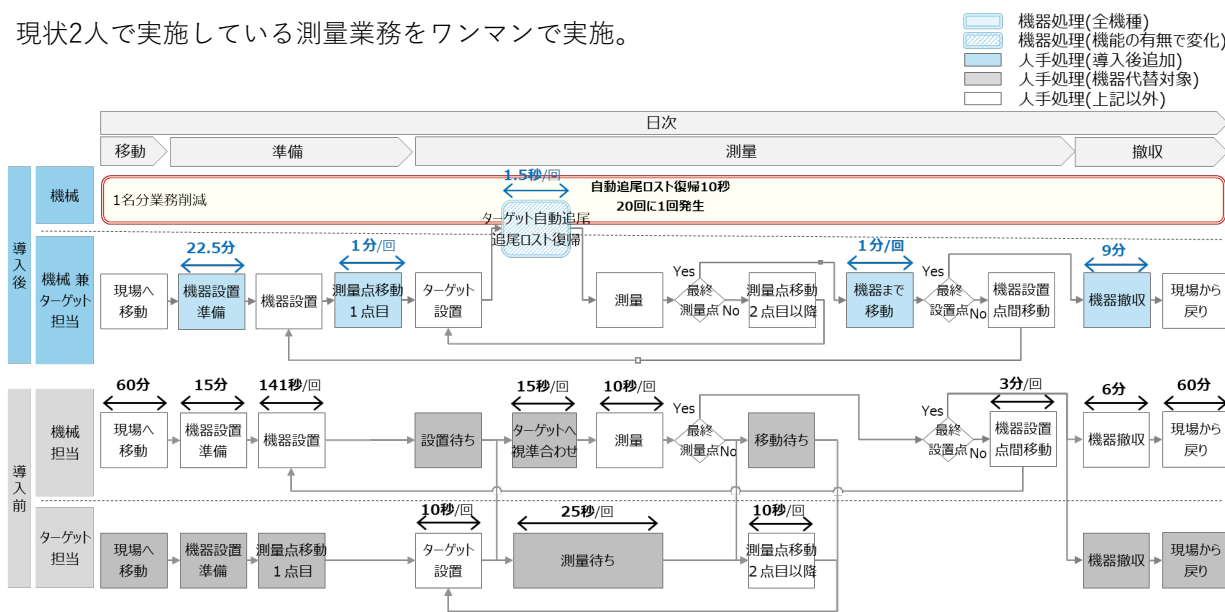 現状2人で実施している測量業務をワンマンで実施。
機器処理(全機種)
機器処理(機能の有無で変化)
人手処理(導入後追加)
人手処理(機器代替対象)
人手処理(上記以外)
日次
移動
準備
測量
撤収
導入後
機械
1名分業務削減
1.5秒/回
ターゲット自動追尾
追尾ロスト復帰
自動追尾ロスト復帰10秒
20回に1回発生
機械 兼
ターゲット
担当
現場へ
移動
22.5分
機器設置
準備
機器設置
1分/回
測量点移動
1点目
ターゲット
設置
測量
Yes
最終
測量点
No
測量点移動
2点目以降
1分/回
機器まで
移動
Yes
最終
設置点
No
機器設置
点間移動
9分
機器撤収
現場から
戻り
導入前
機械
担当
60分
現場へ
移動
15分
機器設置
準備
141秒/回
機器設置
設置待ち
15秒/回
ターゲットへ
視準合わせ
10秒/回
測量
Yes
最終
測量点
No
移動待ち
Yes
最終
設置点
No
3分/回
機器設置
点間移動
6分
機器撤収
60分
現場から
戻り
ターゲット
担当
現場へ
移動
機器設置
準備
測量点移動
1点目
10秒/回
ターゲット
設置
25秒/回
測量待ち
10秒/回
測量点移動
2点目以降
機器撤収
現場から
戻り